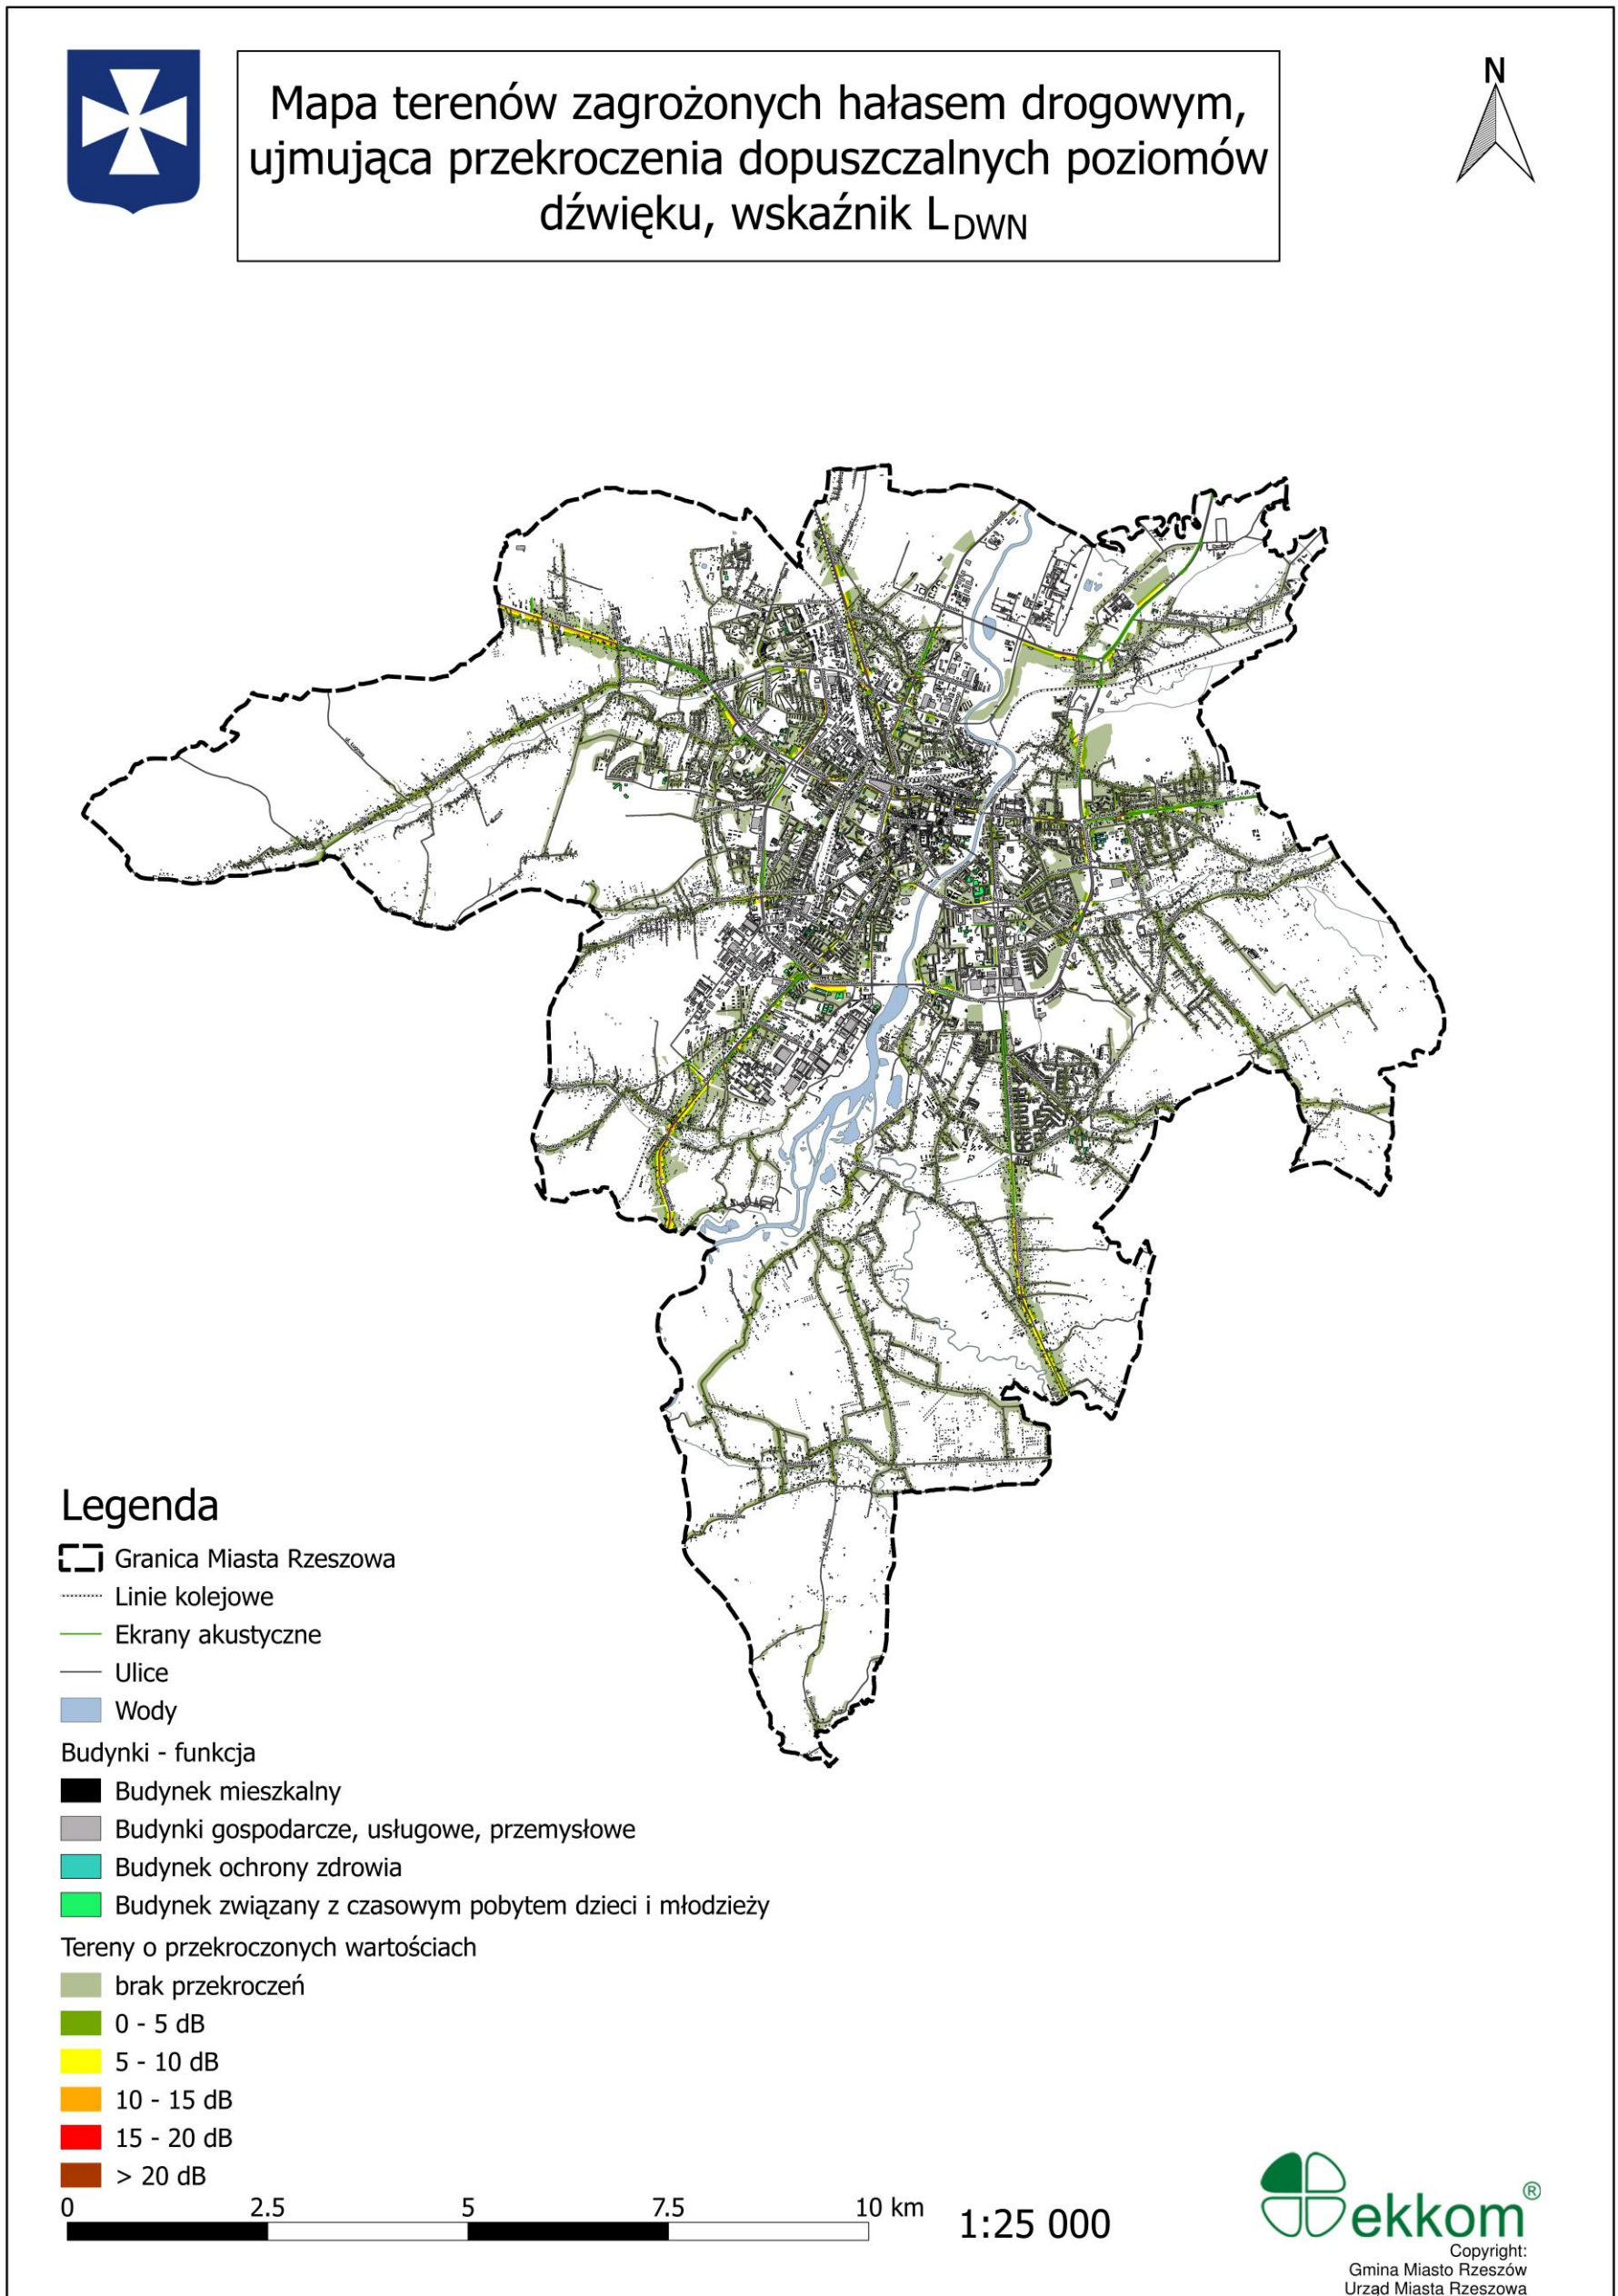 Mapa terenów zagrożonych hałasem drogowym,
ujmująca przekroczenia dopuszczalnych poziomów
dźwięku, wskaźnik LDWN
N
Legenda
Granica Miasta Rzeszowa
Linie kolejowe
Ekrany akustyczne
Ulice
Wody
Budynki - funkcja
Budynek mieszkalny
Budynki gospodarcze, usługowe, przemysłowe
Budynek ochrony zdrowia
Budynek związany z czasowym pobytem dzieci i młodzieży
Tereny o przekroczonych wartościach
brak przekroczeń
0 - 5 dB
5 - 10 dB
10 - 15 dB
15 - 20 dB
> 20 dB
0 2.5 5 7.5 10 km
1:25 000
ekkom®
Copyright:
Gmina Miasto Rzeszów
Urząd Miasta Rzeszowa